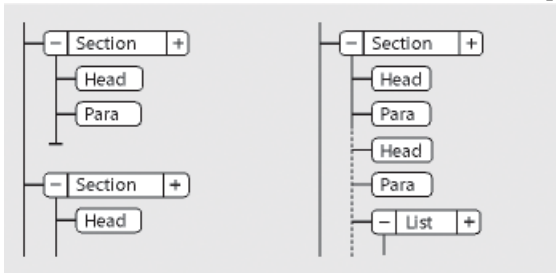 − Section +
Head
Para
− Section +
Head
− Section +
Head
Para
Head
Para
− List +